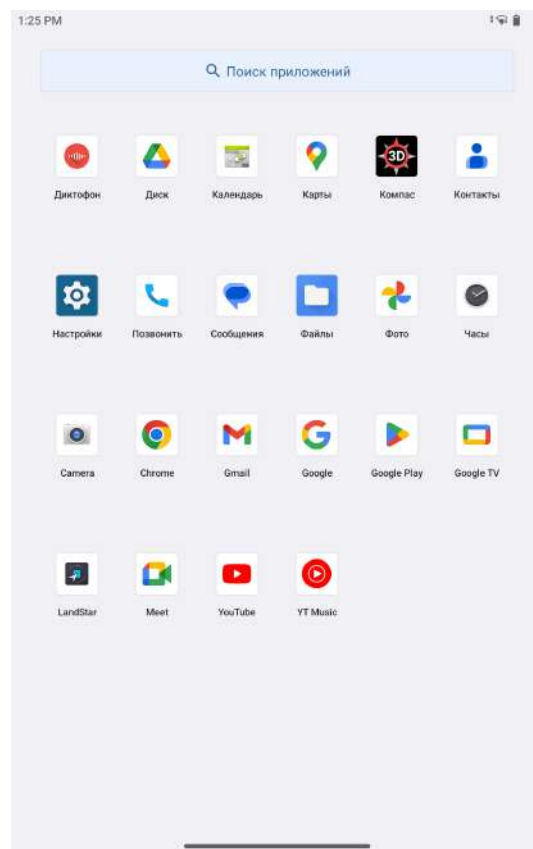 1:25 PM
Поиск приложений
Диктофон Диск Календарь Карты Компас Контакты
3D
Настройки Позвонить Сообщения Файлы Фото Часы
Camera Chrome Gmail Google Google Play Google TV
LandStar Meet YouTube YT Music